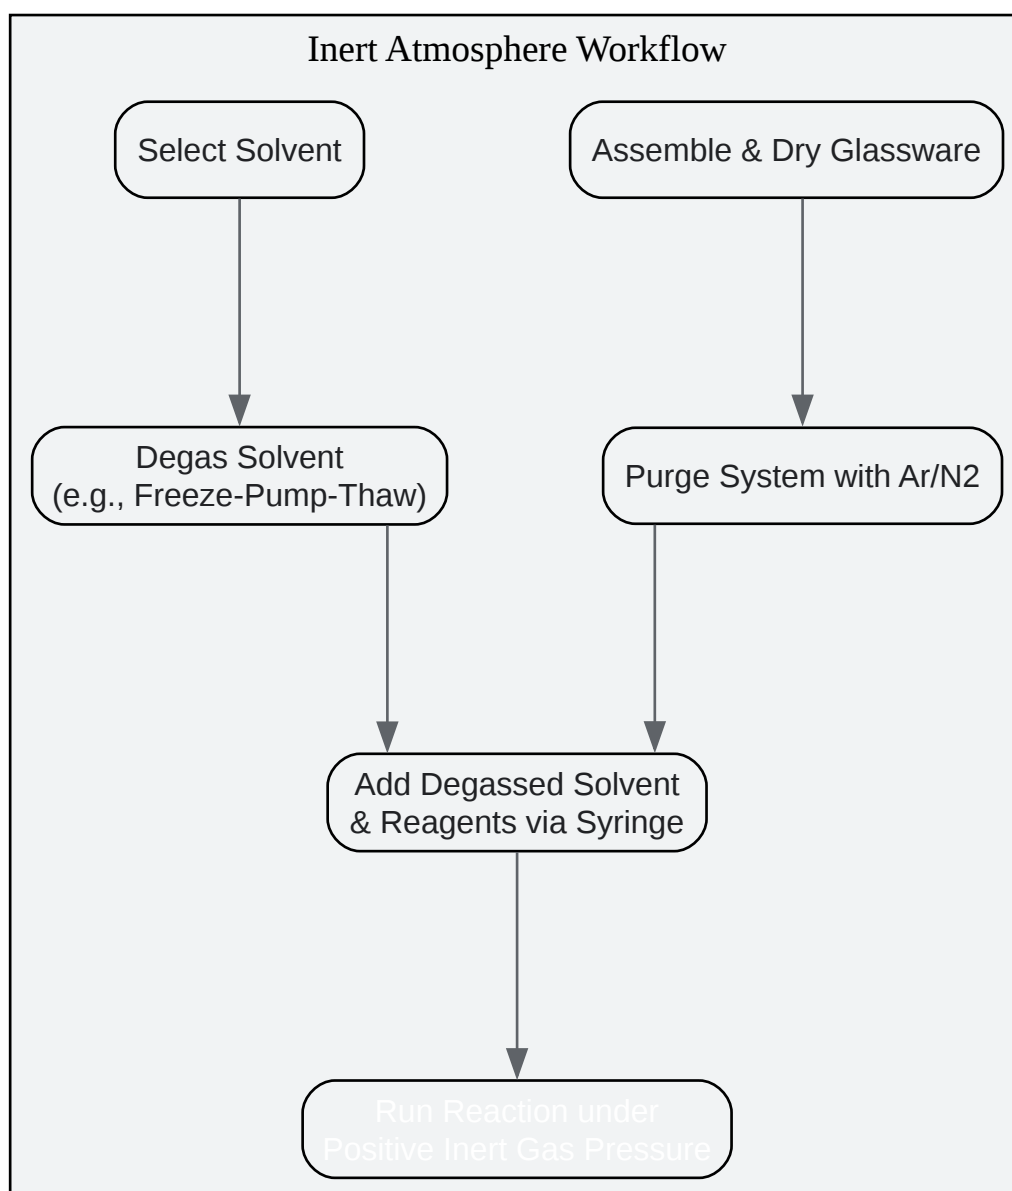 Inert Atmosphere Workflow
Select Solvent
Assemble & Dry Glassware
Degas Solvent
(e.g., Freeze-Pump-Thaw)
Purge System with Ar/N2
Add Degassed Solvent
& Reagents via Syringe
Run Reaction under
Positive Inert Gas Pressure